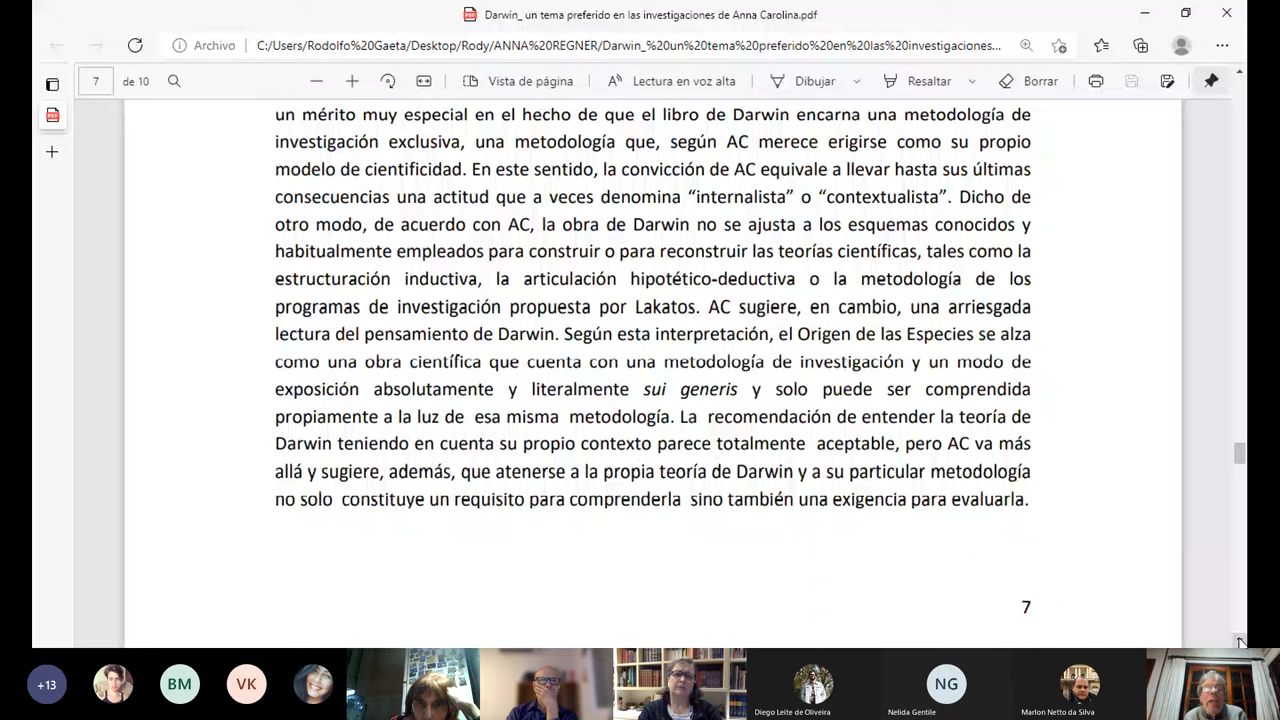 Darwin_ un tema preferido en las investigaciones de Anna Carolina.pdf
Archivo
C:/Users/Rodolfo%20Gaeta/Desktop/Rody/ANNA%20REGNER/Darwin_%20un%20tema%20preferido%20en%20las%20investigaciones...
7 de 10
Vista de página
Lectura en voz alta
Dibujar
Resaltar
Borrar
un mérito muy especial en el hecho de que el libro de Darwin encarna una metodología de
investigación exclusiva, una metodología que, según AC merece erigirse como su propio
modelo de cientificidad. En este sentido, la convicción de AC equivale a llevar hasta sus últimas
consecuencias una actitud que a veces denomina “internalista” o “contextualista”. Dicho de
otro modo, de acuerdo con AC, la obra de Darwin no se ajusta a los esquemas conocidos y
habitualmente empleados para construir o para reconstruir las teorías científicas, tales como la
estructuración inductiva, la articulación hipotético-deductiva o la metodología de los
programas de investigación propuesta por Lakatos. AC sugiere, en cambio, una arriesgada
lectura del pensamiento de Darwin. Según esta interpretación, el Origen de las Especies se alza
como una obra científica que cuenta con una metodología de investigación y un modo de
exposición absolutamente y literalmente sui generis y solo puede ser comprendida
propiamente a la luz de esa misma metodología. La recomendación de entender la teoría de
Darwin teniendo en cuenta su propio contexto parece totalmente aceptable, pero AC va más
allá y sugiere, además, que atenerse a la propia teoría de Darwin y a su particular metodología
no solo constituye un requisito para comprenderla sino también una exigencia para evaluarla.
7
+13
BM
VK
NG
Diego Leite de Oliveira
Nelida Gentile
Marlon Netto da Silva